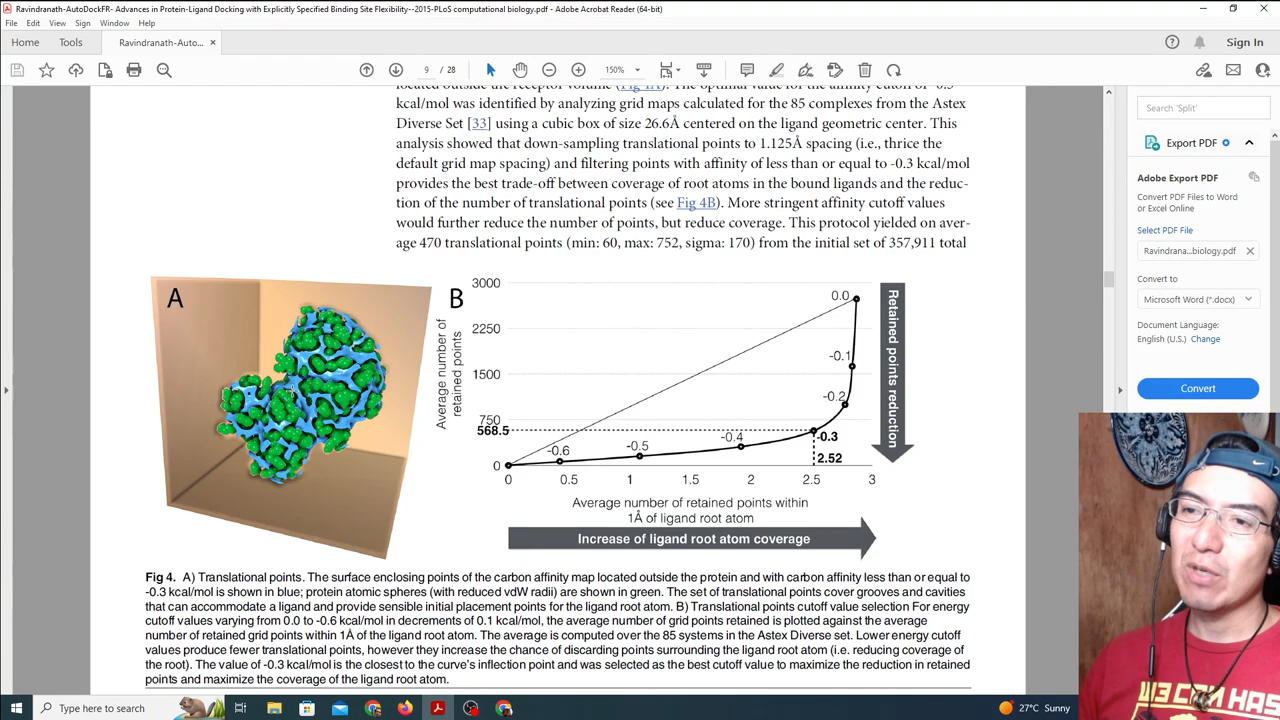 Ravindranath-AutoDockFR- Advances in Protein-Ligand Docking with Explicitly Specified Binding Site Flexibility--2015-PLoS computational biology.pdf - Adobe Acrobat Reader (64-bit)
File Edit View Sign Window Help
Home Tools Ravindranath-Auto... Sign In
9 / 28 150%
located outside the receptor volume (Fig 1A). The optimal value for the affinity cutoff of -0.3
kcal/mol was identified by analyzing grid maps calculated for the 85 complexes from the Astex
Diverse Set [33] using a cubic box of size 26.6Å centered on the ligand geometric center. This
analysis showed that down-sampling translational points to 1.125Å spacing (i.e., thrice the
default grid map spacing) and filtering points with affinity of less than or equal to -0.3 kcal/mol
provides the best trade-off between coverage of root atoms in the bound ligands and the reduc-
tion of the number of translational points (see Fig 4B). More stringent affinity cutoff values
would further reduce the number of points, but reduce coverage. This protocol yielded on aver-
age 470 translational points (min: 60, max: 752, sigma: 170) from the initial set of 357,911 total
A
B
Average number of
retained points
3000
2250
1500
750
568.5
0
0.0
-0.1
-0.2
-0.3
-0.4
-0.5
-0.6
2.52
0 0.5 1 1.5 2 2.5 3
Average number of retained points within
1Å of ligand root atom
Increase of ligand root atom coverage
Retained points reduction
Fig 4. A) Translational points. The surface enclosing points of the carbon affinity map located outside the protein and with carbon affinity less than or equal to
-0.3 kcal/mol is shown in blue; protein atomic spheres (with reduced vdW radii) are shown in green. The set of translational points cover grooves and cavities
that can accommodate a ligand and provide sensible initial placement points for the ligand root atom. B) Translational points cutoff value selection For energy
cutoff values varying from 0.0 to -0.6 kcal/mol in decrements of 0.1 kcal/mol, the average number of grid points retained is plotted against the average
number of retained grid points within 1Å of the ligand root atom. The average is computed over the 85 systems in the Astex Diverse set. Lower energy cutoff
values produce fewer translational points, however they increase the chance of discarding points surrounding the ligand root atom (i.e. reducing coverage of
the root). The value of -0.3 kcal/mol is the closest to the curve's inflection point and was selected as the best cutoff value to maximize the reduction in retained
points and maximize the coverage of the ligand root atom.
Search 'Split'
Export PDF
Adobe Export PDF
Convert PDF Files to Word
or Excel Online
Select PDF File
Ravindrana...biology.pdf
Convert to
Microsoft Word (*.docx)
Document Language:
English (U.S.) Change
Convert
Type here to search
27°C Sunny